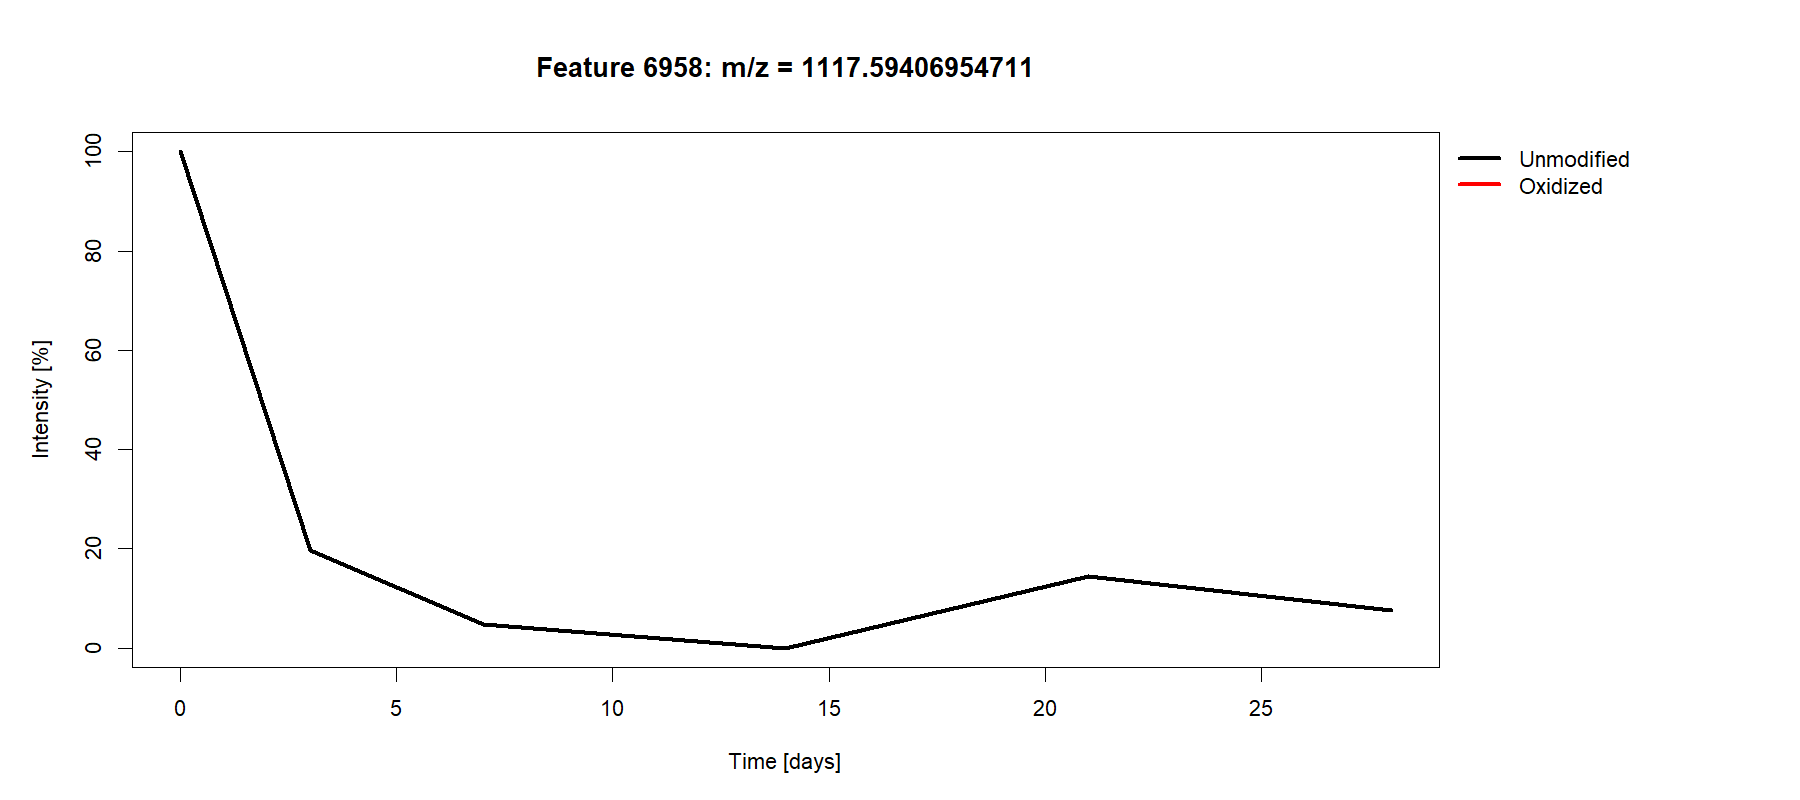 Feature 6958: m/z = 1117.59406954711
Unmodified
Oxidized
Intensity [%]
100
80
60
40
20
0
0 5 10 15 20 25
Time [days]